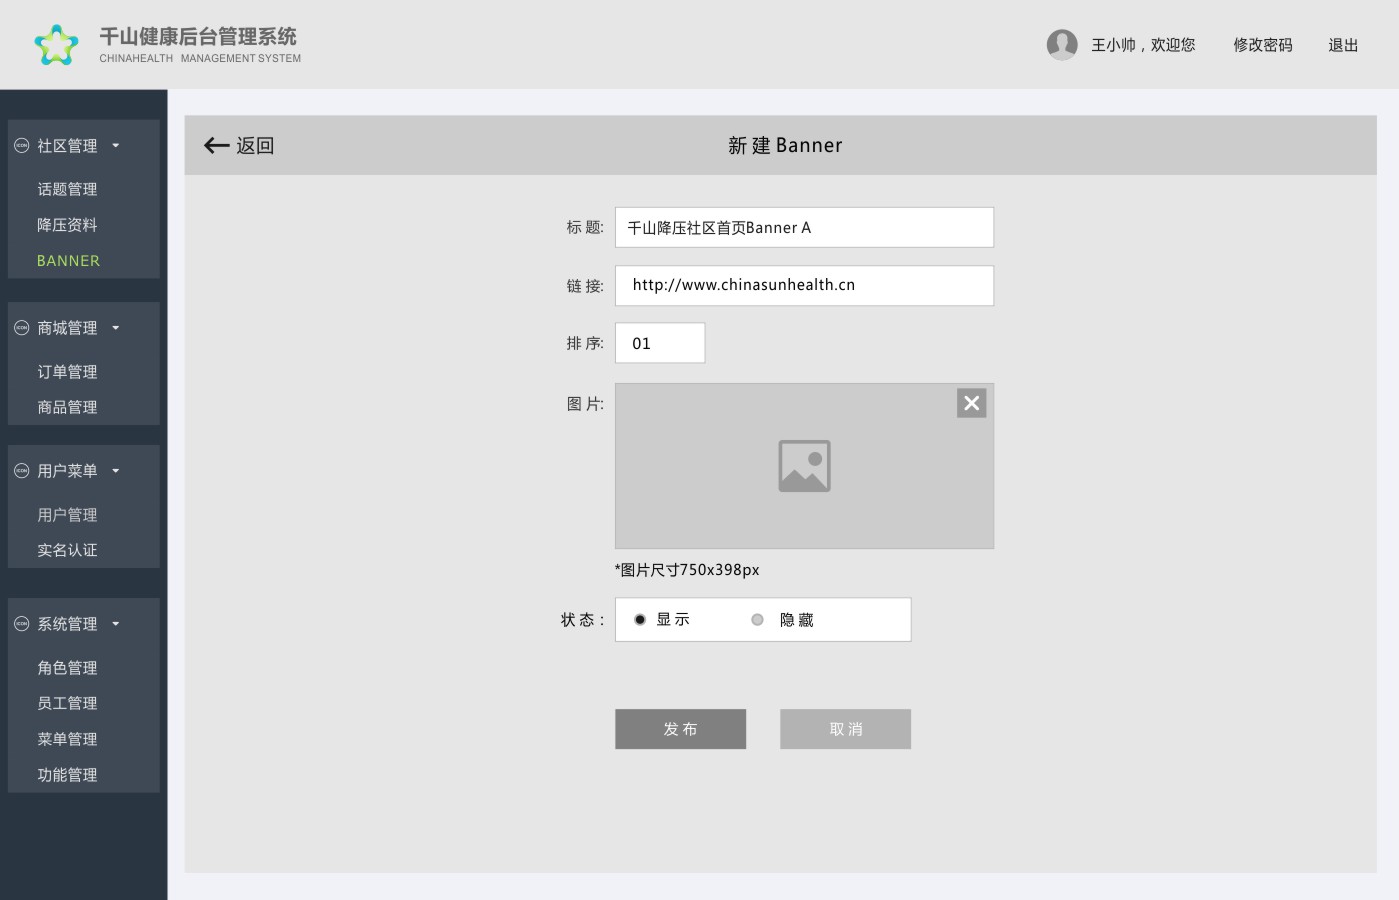 千山健康后台管理系统
CHINAHEALTH MANAGEMENT SYSTEM
王小帅，欢迎您 修改密码 退出
社区管理
话题管理
降压资料
BANNER
商城管理
订单管理
商品管理
用户菜单
用户管理
实名认证
系统管理
角色管理
员工管理
菜单管理
功能管理
返回
新建Banner
标题: 千山降压社区首页Banner A
链接: http://www.chinasunhealth.cn
排序: 01
图片:
*图片尺寸750x398px
状态: 显示 隐藏
发布 取消